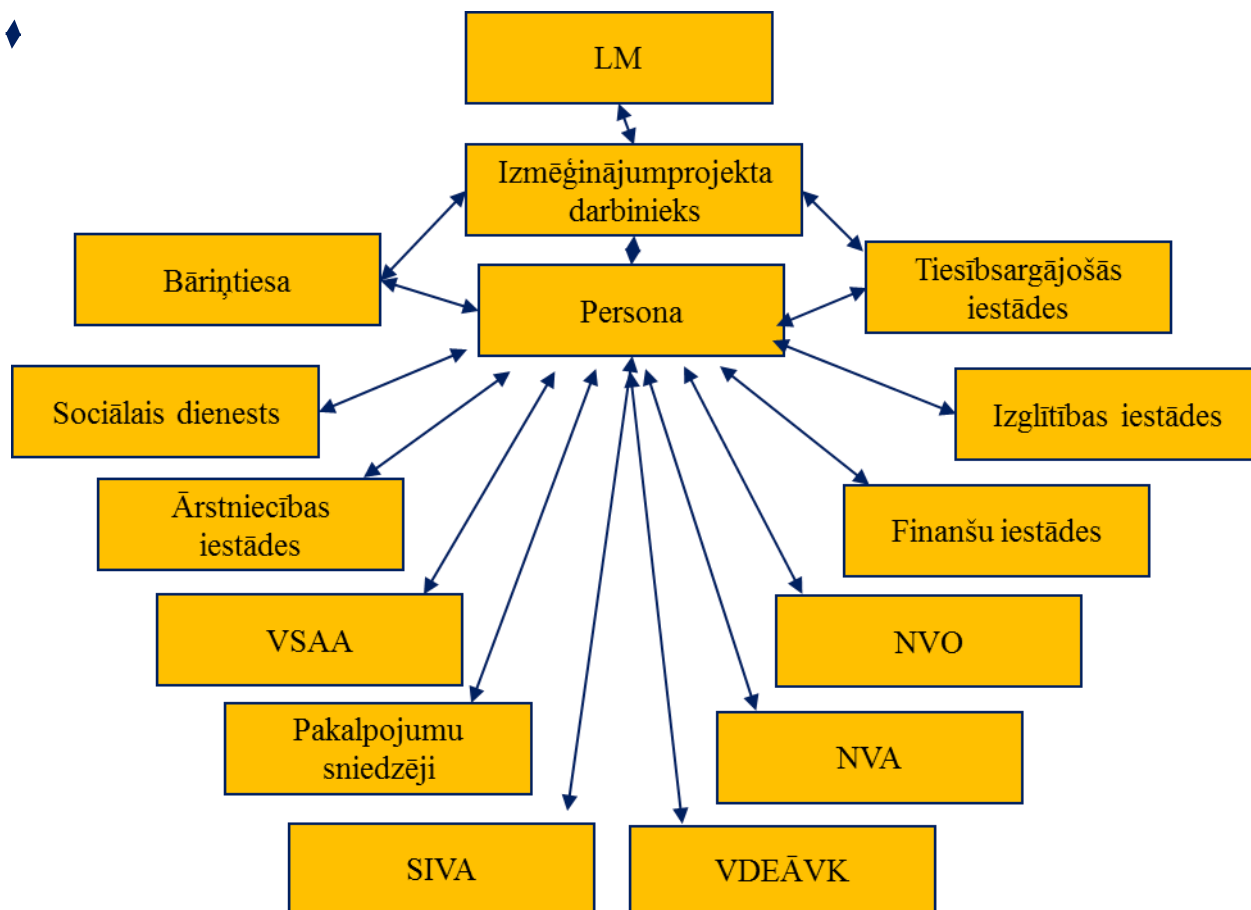 LM
Izmēģinājumprojekta
darbinieks
Bāriņtiesa
Tiesībsargājošās
iestādes
Persona
Sociālais dienests
Izglītības iestādes
Ārstniecības
iestādes
Finanšu iestādes
VSAA
NVO
Pakalpojumu
sniedzēji
NVA
SIVA
VDEĀVK